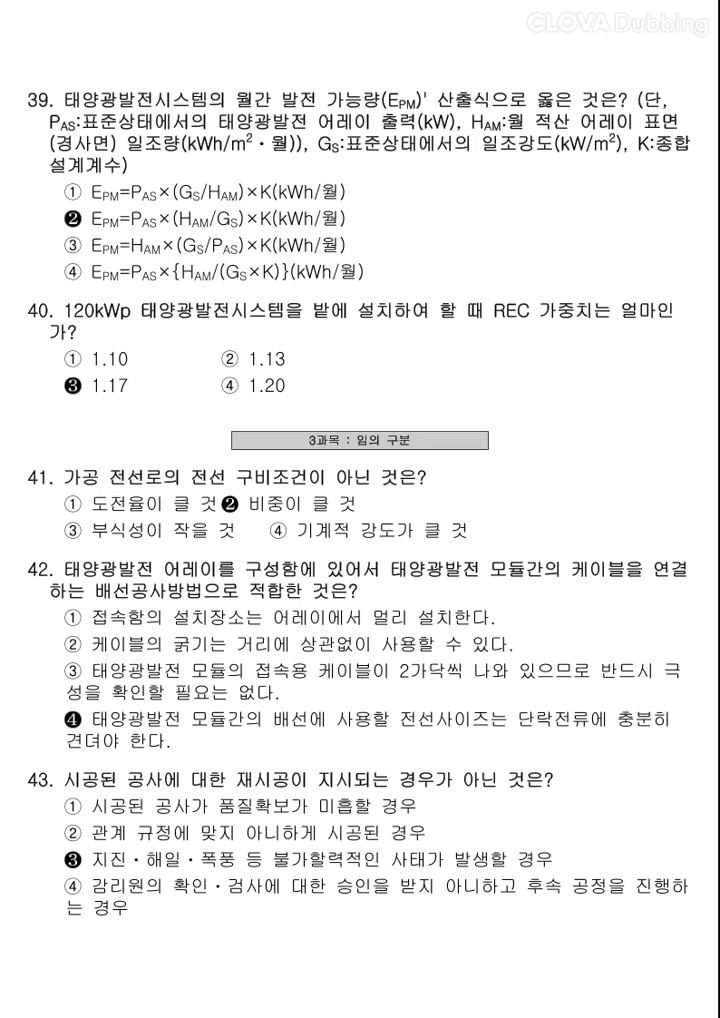 CLOVA Dubbing
39. 태양광발전시스템의 월간 발전 가능량(EPM)' 산출식으로 옳은 것은? (단,
PAS:표준상태에서의 태양광발전 어레이 출력(kW), HAM:월 적산 어레이 표면
(경사면) 일조량(kWh/m²·월)), GS:표준상태에서의 일조강도(kW/m²), K:종합
설계계수)
① EPM=PAS×(GS/HAM)×K(kWh/월)
❷ EPM=PAS×(HAM/GS)×K(kWh/월)
③ EPM=HAM×(GS/PAS)×K(kWh/월)
④ EPM=PAS×{HAM/(GS×K)}(kWh/월)
40. 120kWp 태양광발전시스템을 밭에 설치하여 할 때 REC 가중치는 얼마인
가?
① 1.10 ② 1.13
❸ 1.17 ④ 1.20
3과목 : 임의 구분
41. 가공 전선로의 전선 구비조건이 아닌 것은?
① 도전율이 클 것 ❷ 비중이 클 것
③ 부식성이 작을 것 ④ 기계적 강도가 클 것
42. 태양광발전 어레이를 구성함에 있어서 태양광발전 모듈간의 케이블을 연결
하는 배선공사방법으로 적합한 것은?
① 접속함의 설치장소는 어레이에서 멀리 설치한다.
② 케이블의 굵기는 거리에 상관없이 사용할 수 있다.
③ 태양광발전 모듈의 접속용 케이블이 2가닥씩 나와 있으므로 반드시 극
성을 확인할 필요는 없다.
❹ 태양광발전 모듈간의 배선에 사용할 전선사이즈는 단락전류에 충분히
견뎌야 한다.
43. 시공된 공사에 대한 재시공이 지시되는 경우가 아닌 것은?
① 시공된 공사가 품질확보가 미흡할 경우
② 관계 규정에 맞지 아니하게 시공된 경우
❸ 지진·해일·폭풍 등 불가할력적인 사태가 발생할 경우
④ 감리원의 확인·검사에 대한 승인을 받지 아니하고 후속 공정을 진행하
는 경우